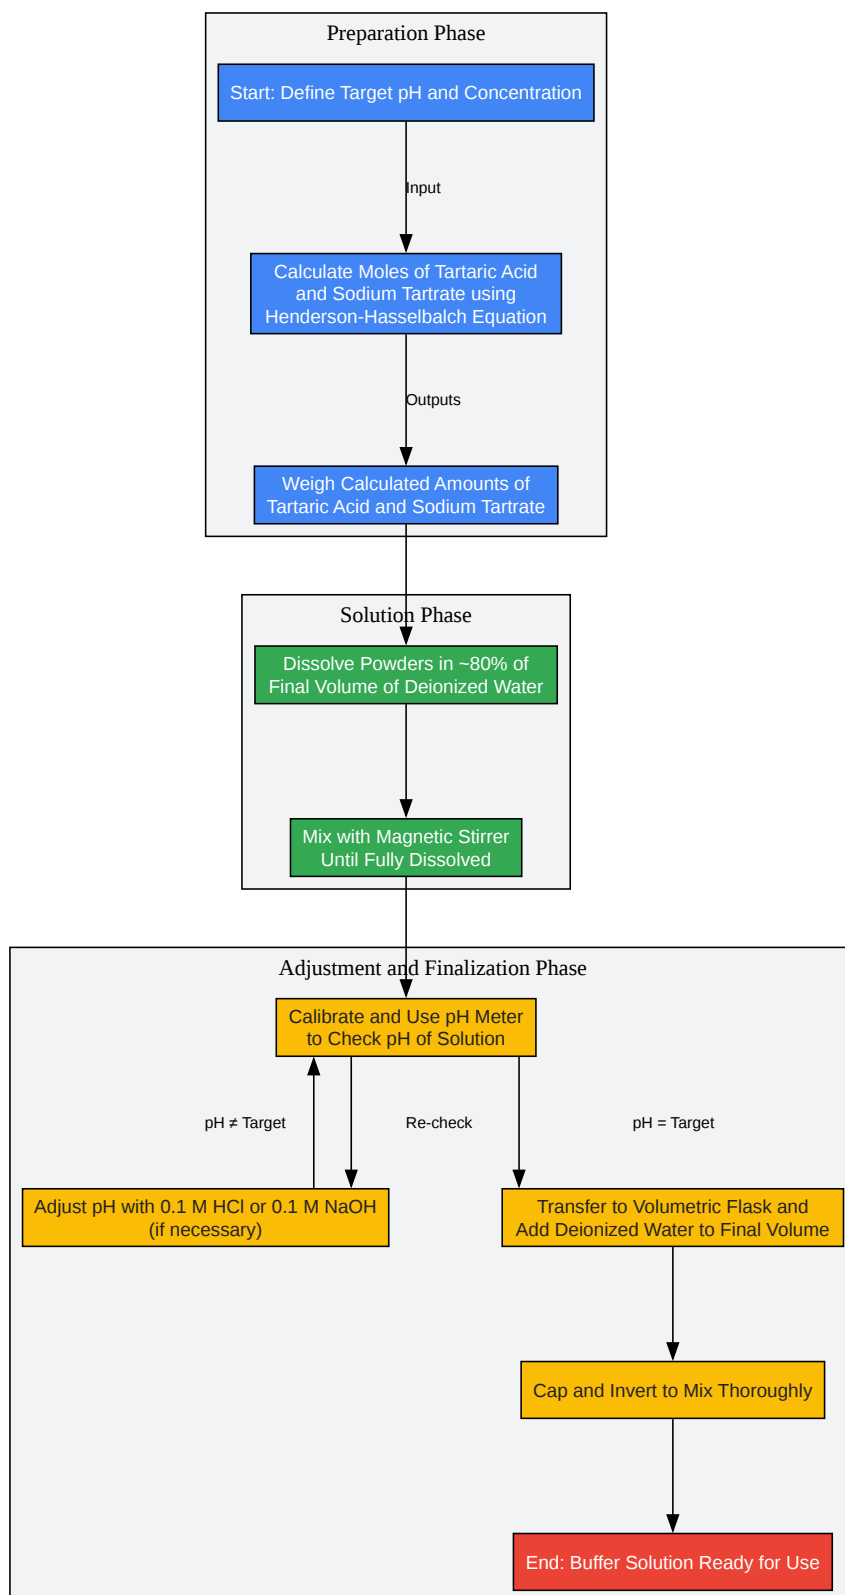 Preparation Phase
Start: Define Target pH and Concentration
Input
Calculate Moles of Tartaric Acid
and Sodium Tartrate using
Henderson-Hasselbalch Equation
Outputs
Weigh Calculated Amounts of
Tartaric Acid and Sodium Tartrate
Solution Phase
Dissolve Powders in ~80% of
Final Volume of Deionized Water
Mix with Magnetic Stirrer
Until Fully Dissolved
Adjustment and Finalization Phase
Calibrate and Use pH Meter
to Check pH of Solution
pH ≠ Target
Re-check
pH = Target
Adjust pH with 0.1 M HCl or 0.1 M NaOH
(if necessary)
Transfer to Volumetric Flask and
Add Deionized Water to Final Volume
Cap and Invert to Mix Thoroughly
End: Buffer Solution Ready for Use